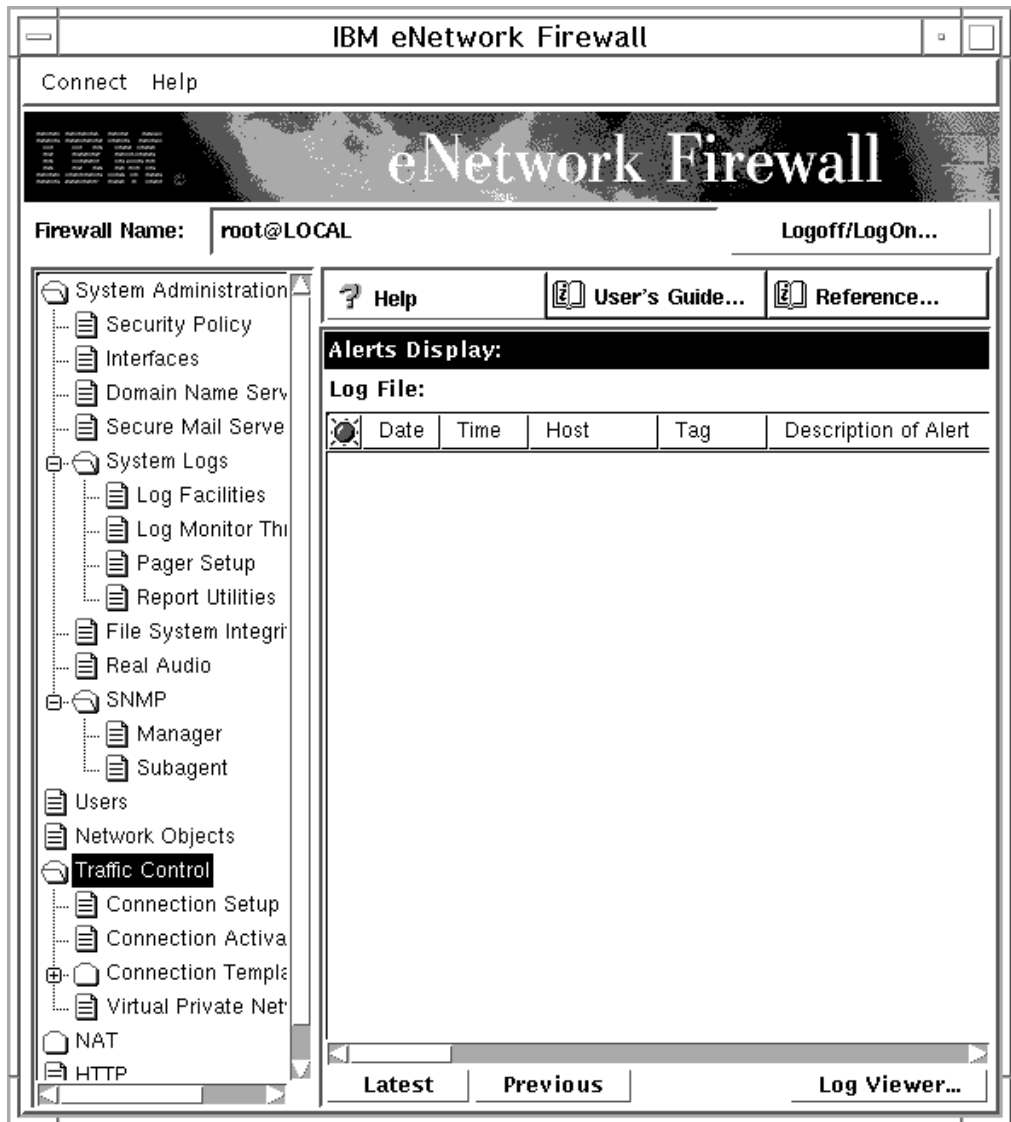 IBM eNetwork Firewall
Connect Help
IBM
eNetwork Firewall
Firewall Name: root@LOCAL Logoff/LogOn...
System Administration
Security Policy
Interfaces
Domain Name Serv
Secure Mail Serve
System Logs
Log Facilities
Log Monitor Thr
Pager Setup
Report Utilities
File System Integri
Real Audio
SNMP
Manager
Subagent
Users
Network Objects
Traffic Control
Connection Setup
Connection Activa
Connection Templa
Virtual Private Net
NAT
HTTP
Help User's Guide... Reference...
Alerts Display:
Log File:
Date Time Host Tag Description of Alert
Latest Previous Log Viewer...